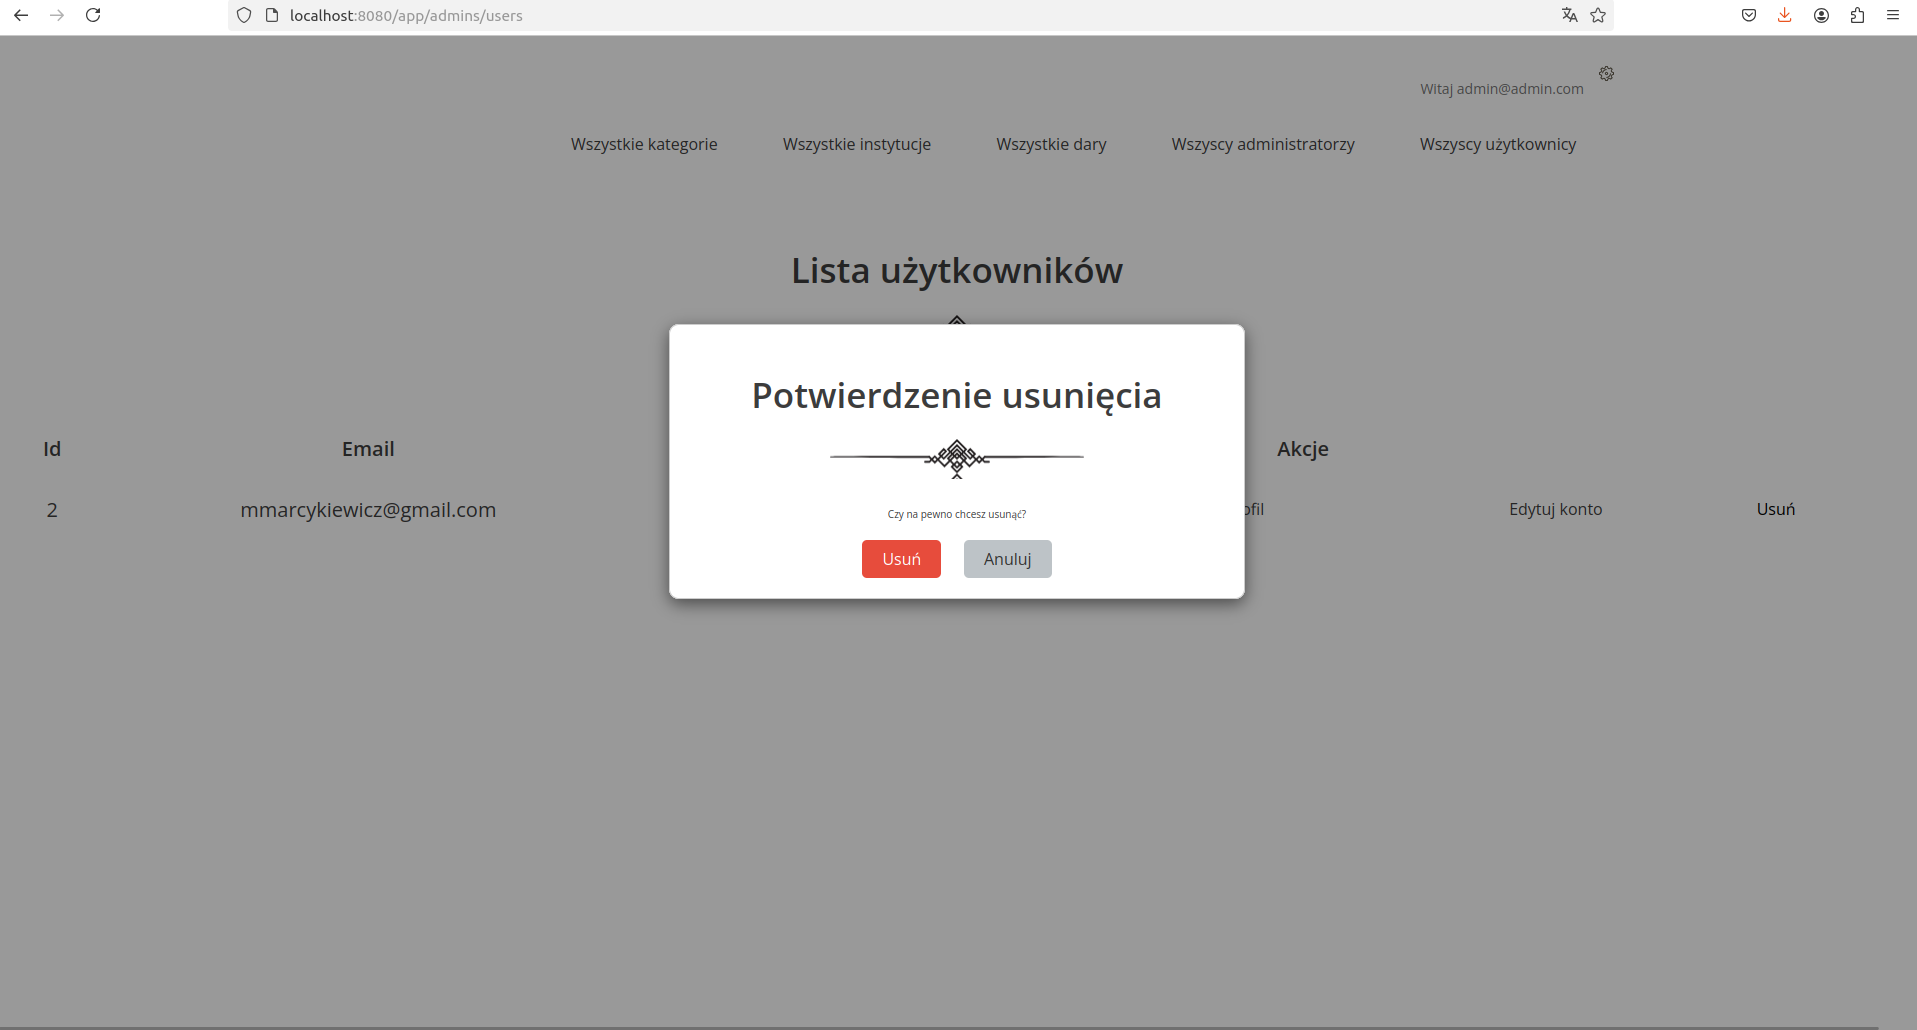 localhost:8080/app/admins/users
Witaj admin@admin.com
Wszystkie kategorie Wszystkie instytucje Wszystkie dary Wszyscy administratorzy Wszyscy użytkownicy
Lista użytkowników
Potwierdzenie usunięcia
Id Email Akcje
2 mmarcykiewicz@gmail.com ofil Edytuj konto Usuń
Czy na pewno chcesz usunąć?
Usuń Anuluj